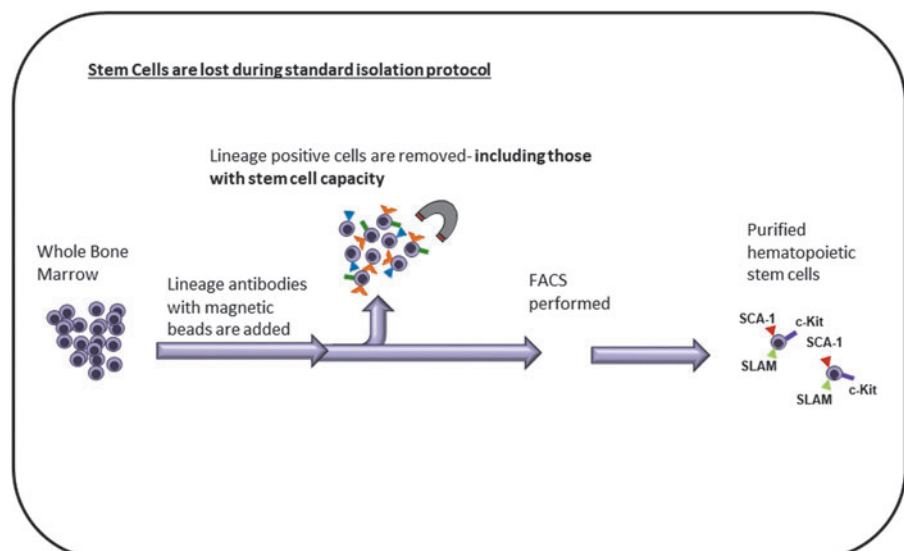 Stem Cells are lost during standard isolation protocol
Lineage positive cells are removed- including those
with stem cell capacity
Whole Bone
Marrow
Lineage antibodies
with magnetic
beads are added
FACS
performed
Purified
hematopoietic
stem cells
SCA-1
c-Kit
SLAM
SCA-1
SLAM
c-Kit